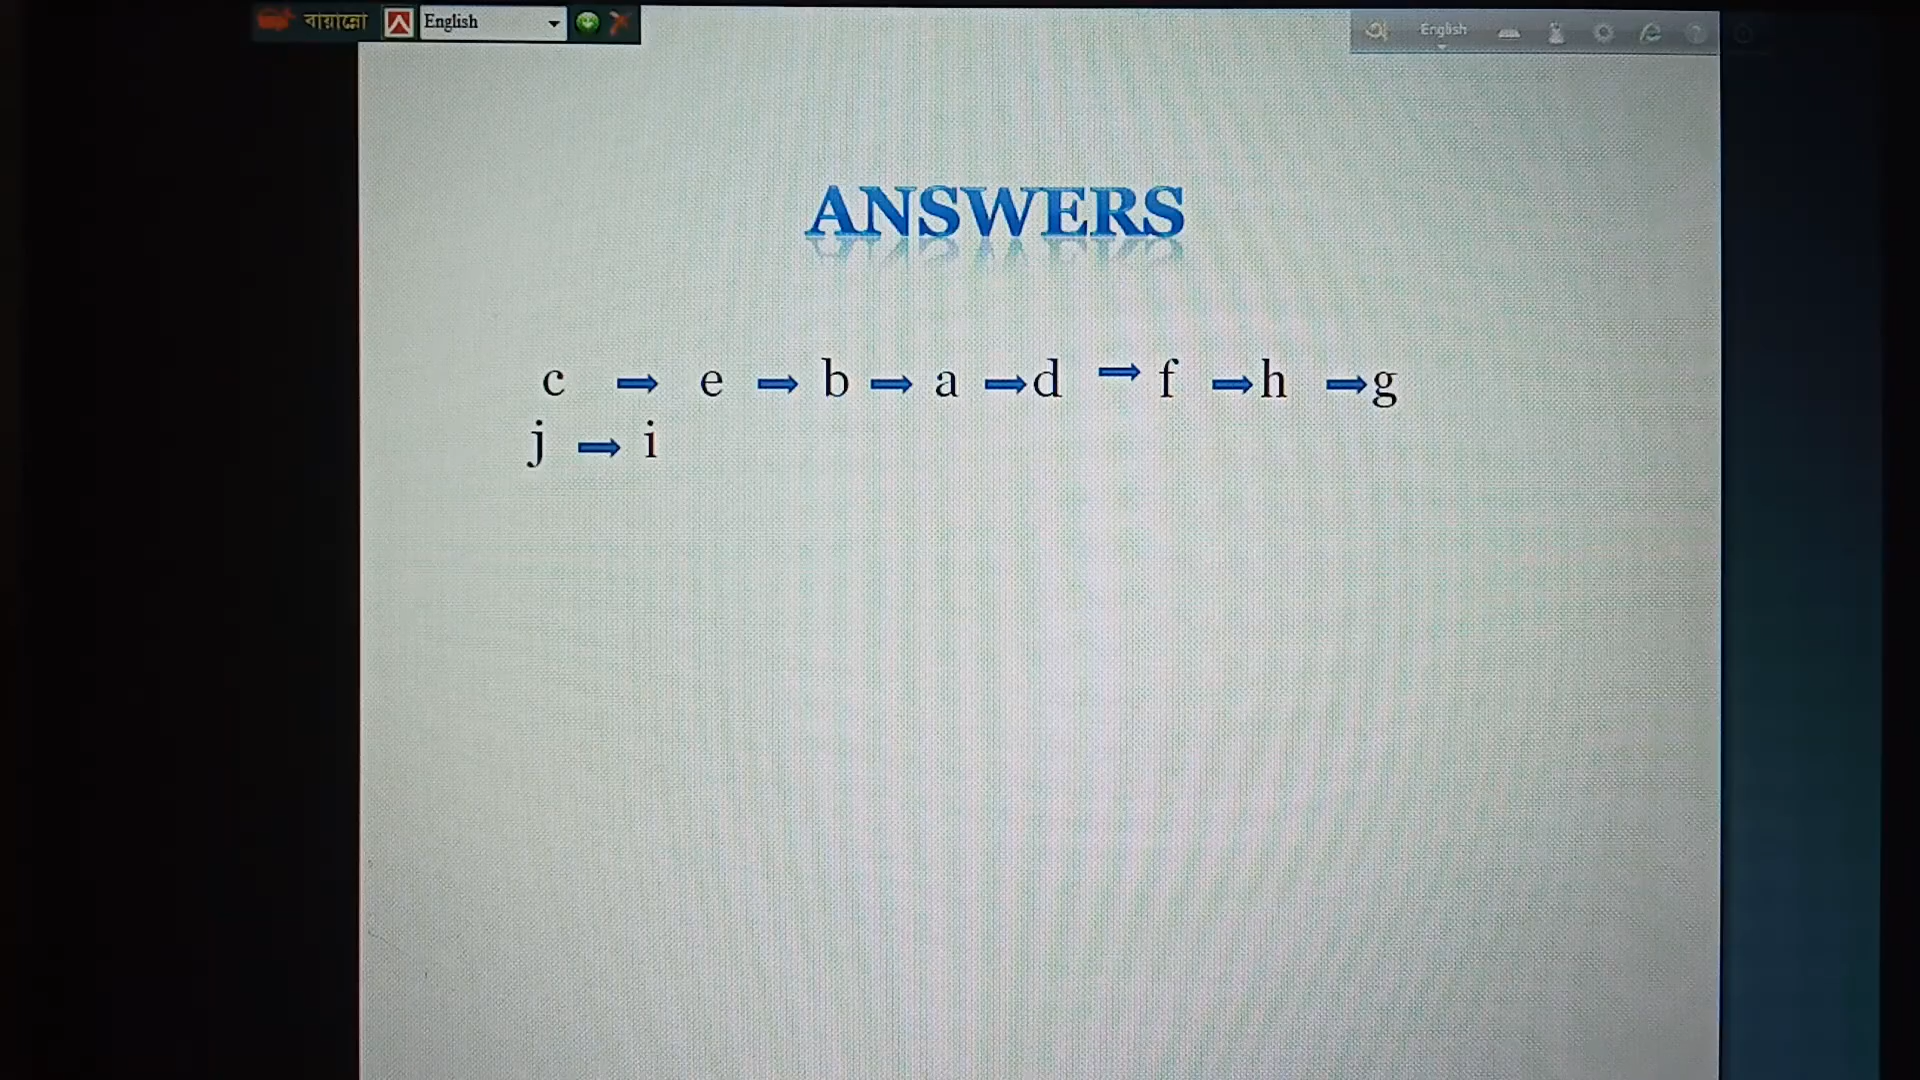 বায়ান্নো English
English
ANSWERS
c ➡ e ➡ b ➡ a ➡ d ➡ f ➡ h ➡ g
j ➡ i